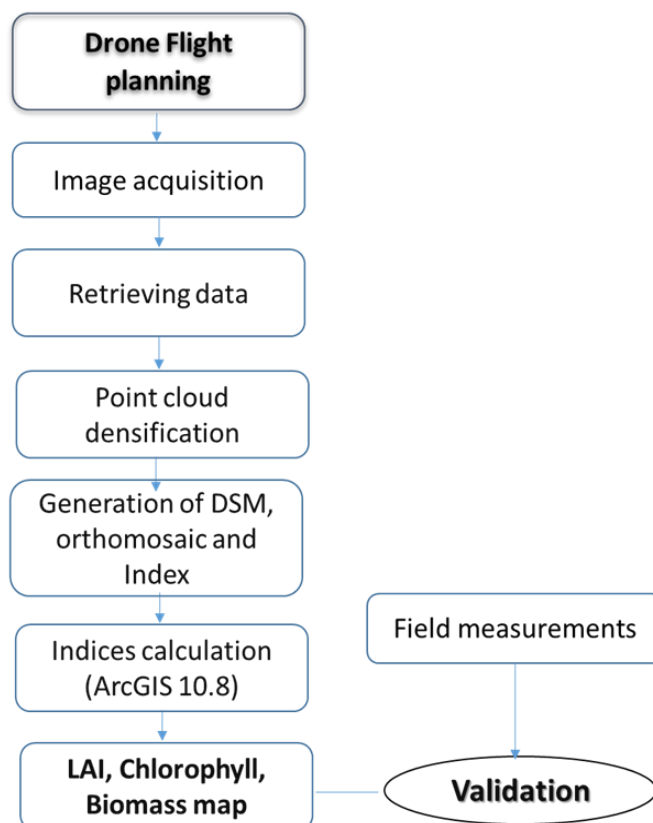 Drone Flight
planning
Image acquisition
Retrieving data
Point cloud
densification
Generation of DSM,
orthomosaic and
Index
Indices calculation
(ArcGIS 10.8)
Field measurements
LAI, Chlorophyll,
Biomass map
Validation